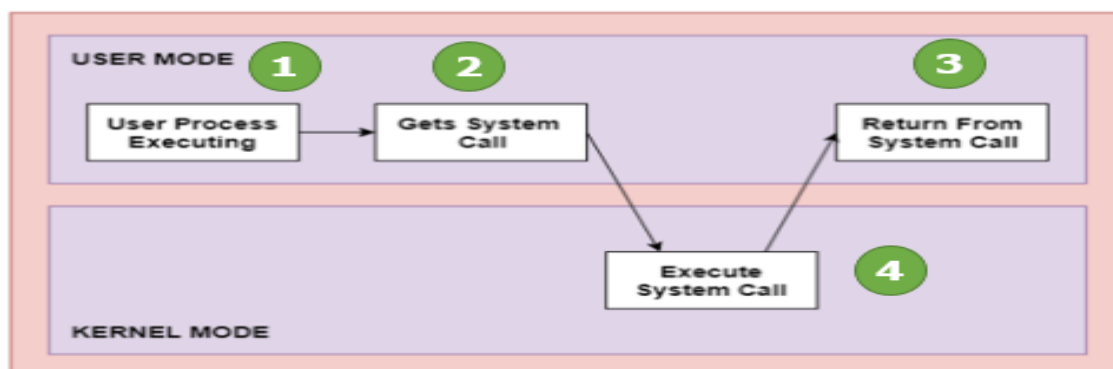 USER MODE
1
2
3
User Process
Executing
Gets System
Call
Return From
System Call
Execute
System Call
4
KERNEL MODE